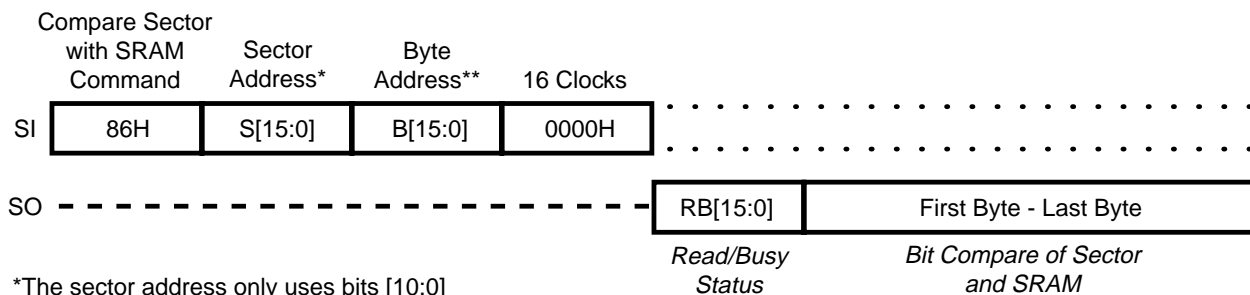 Compare Sector
with SRAM
Command
Sector
Address*
Byte
Address**
16 Clocks
SI
86H
S[15:0]
B[15:0]
0000H
SO
RB[15:0]
First Byte - Last Byte
Read/Busy
Status
Bit Compare of Sector
and SRAM
*The sector address only uses bits [10:0]